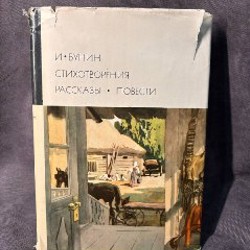 И • БУНИН
СТИХОТВОРЕНИЯ
РАССКАЗЫ • ПОВЕСТИ